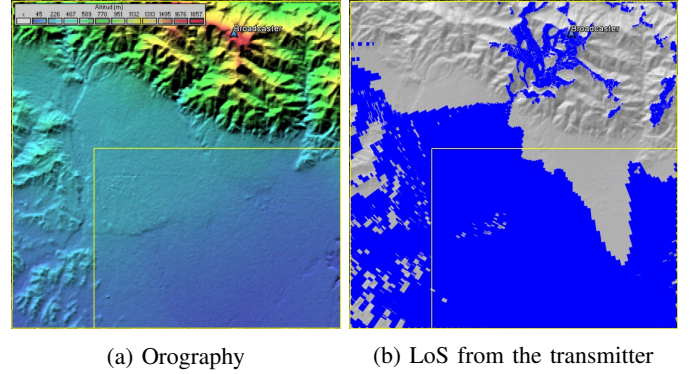 Altitud [m]
< 45 226 407 589 770 951 1132 1313 1495 1676 1857
Broadcaster
Broadcaster
(a) Orography
(b) LoS from the transmitter